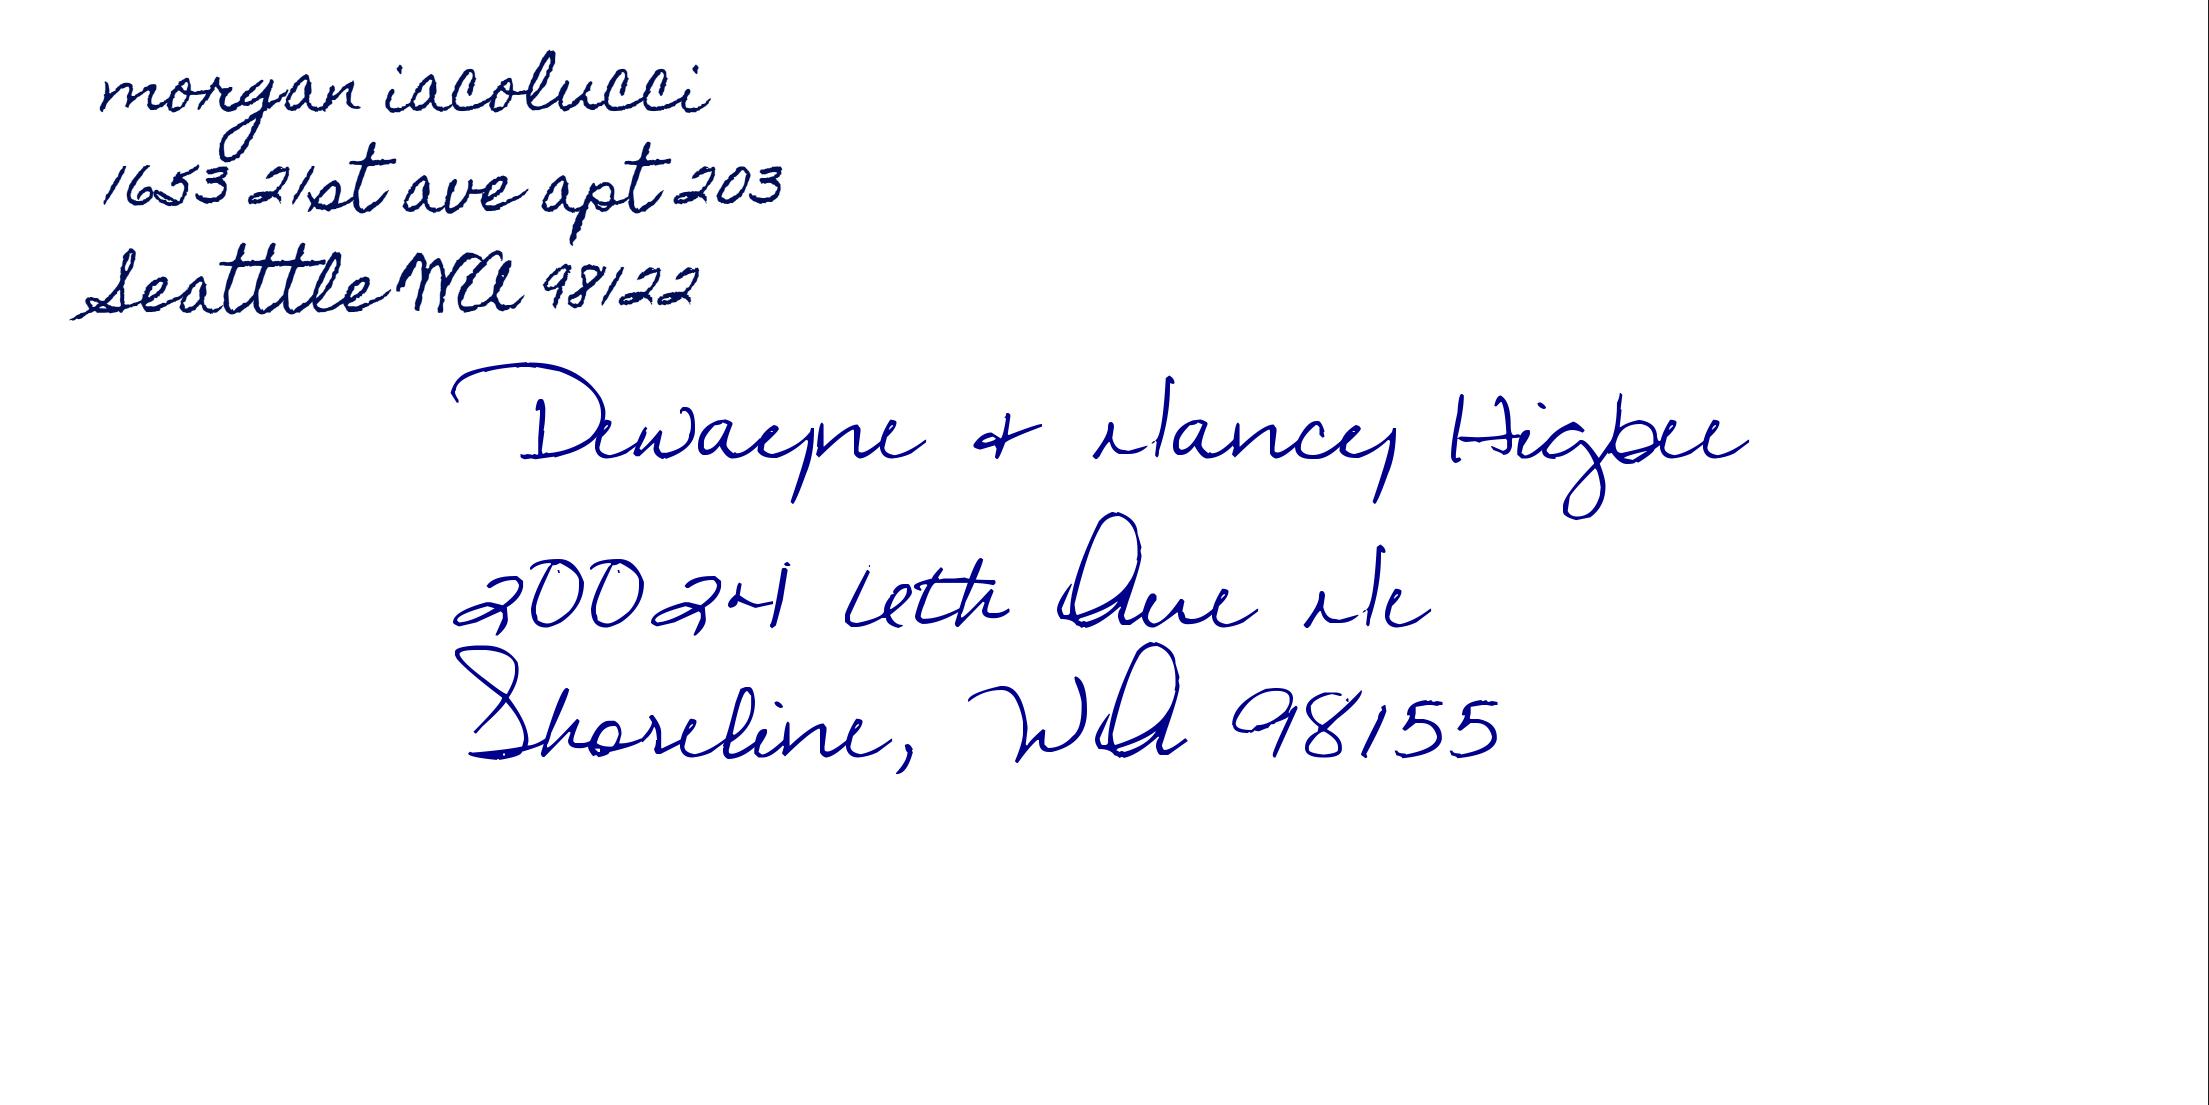 morgan iacolucci
1653 21st ave apt 203
Seatttle WA 98122
Dewayne & Nancy Higbee
20024 6th Ave Ne
Shoreline, WA 98155